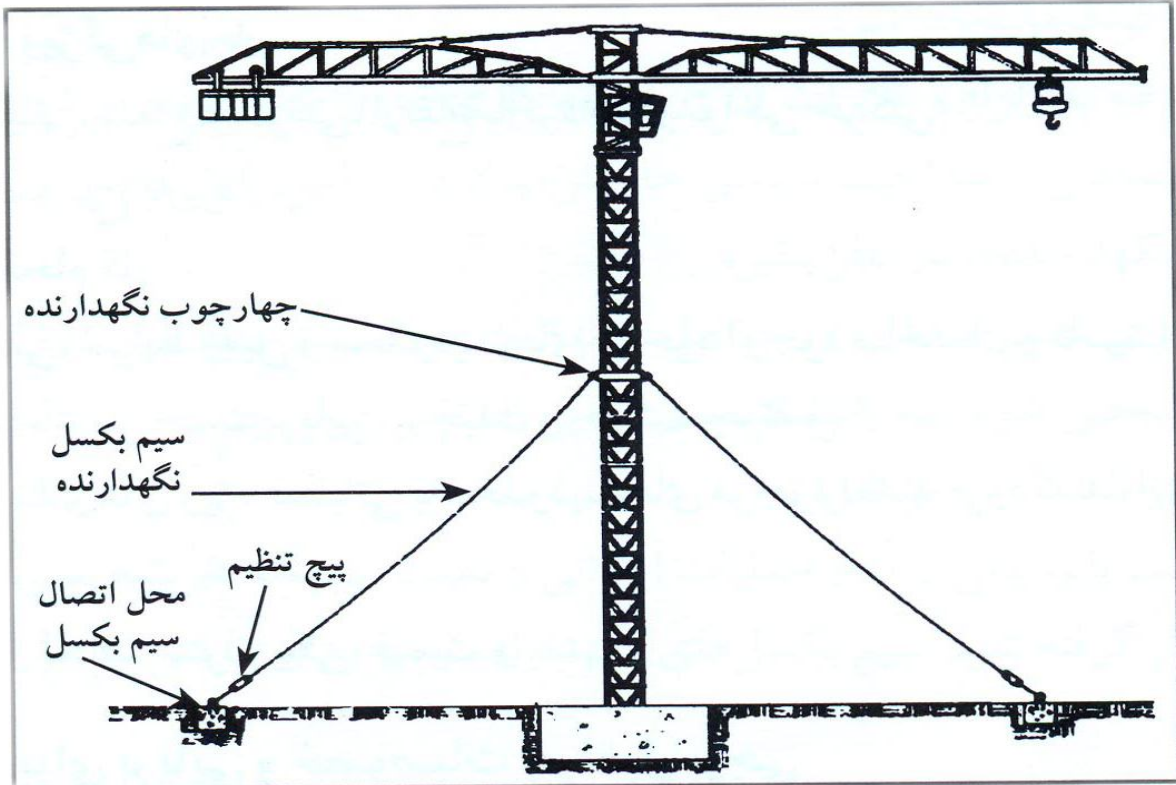 چهارچوب نگهدارنده
سیم بکسل
نگهدارنده
پیچ تنظیم
محل اتصال
سیم بکسل